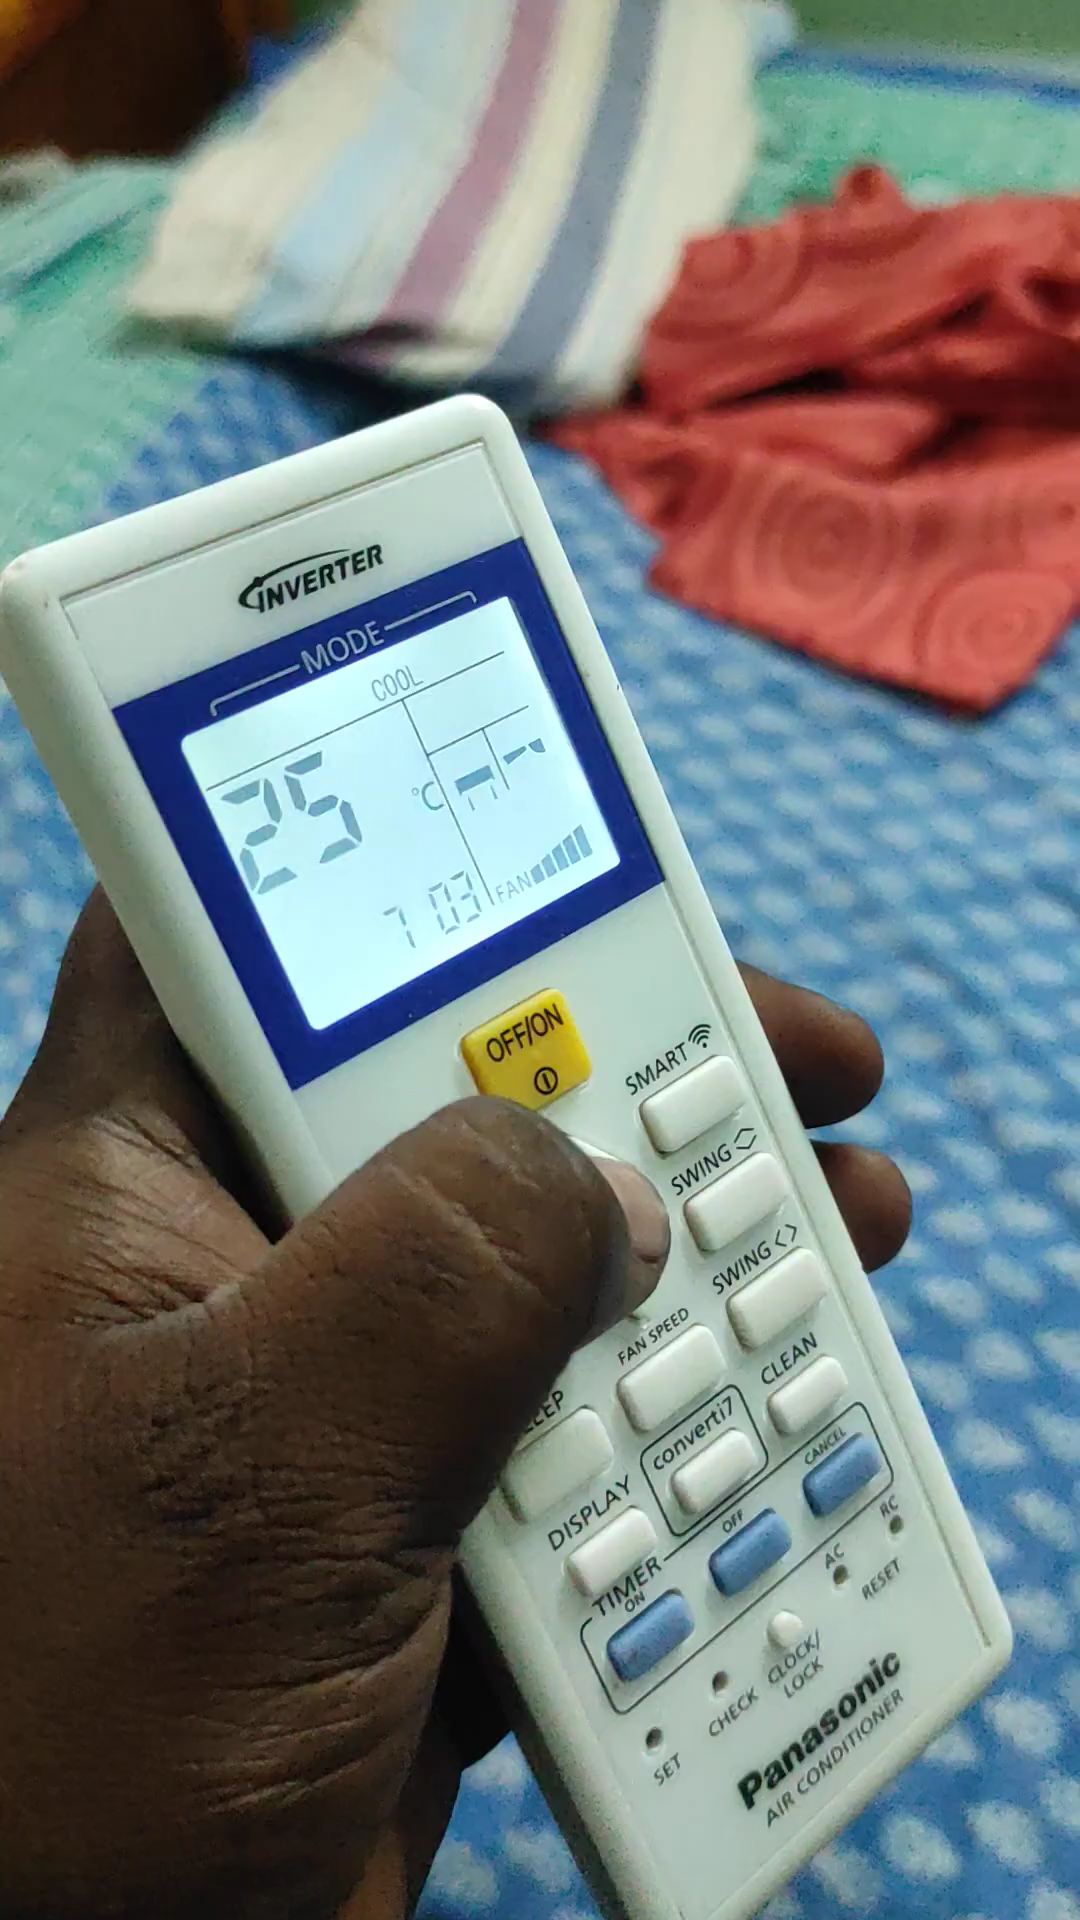 INVERTER
MODE
COOL
25 °C
7 03 FAN
OFF/ON
SMART
SWING
SWING
FAN SPEED
CLEAN
converti7
DISPLAY
CANCEL
OFF
TIMER
ON
RC
AC
RESET
CLOCK/
LOCK
CHECK
SET
Panasonic
AIR CONDITIONER